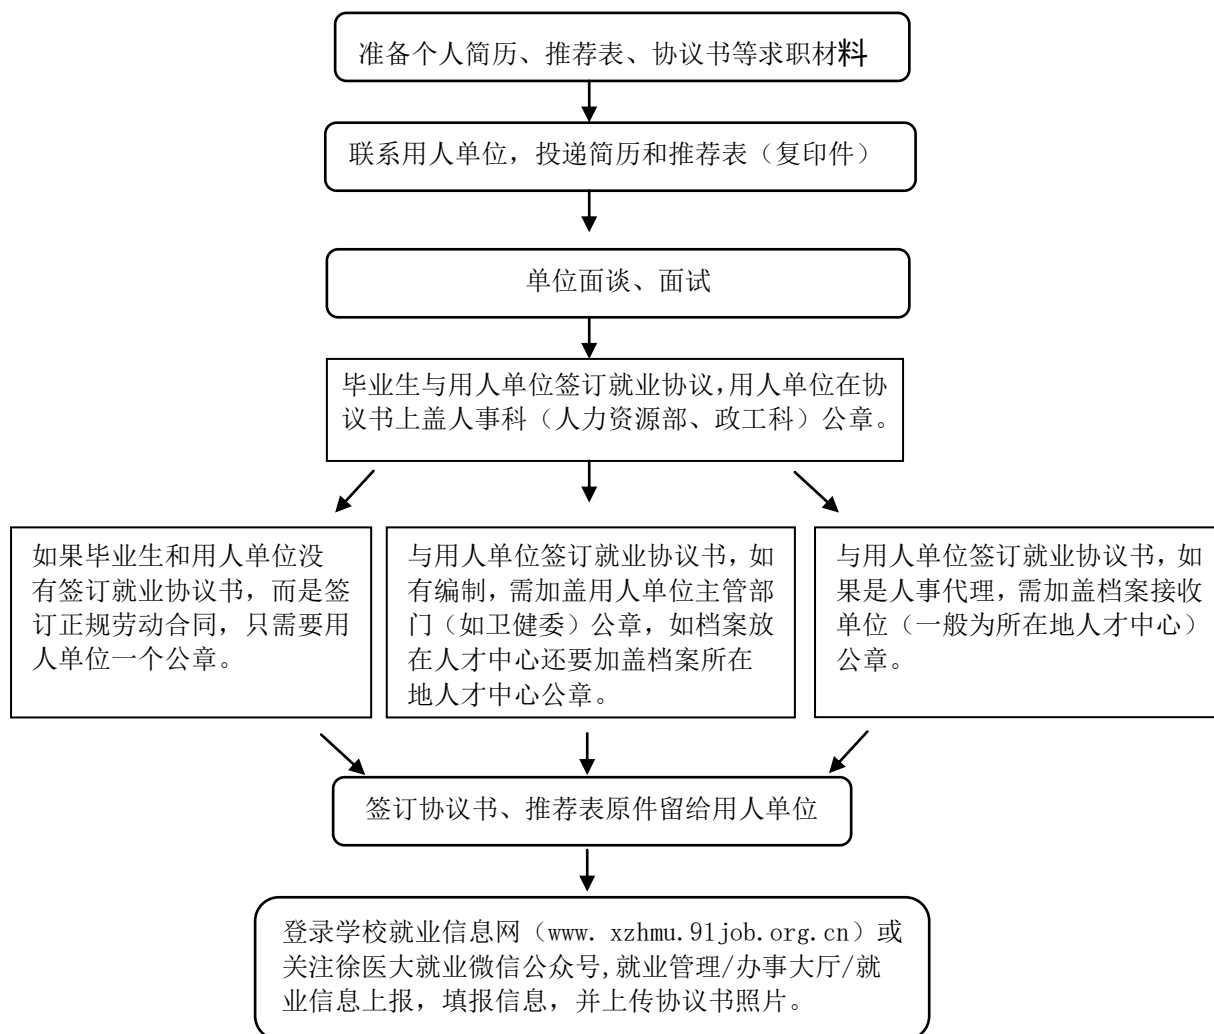 准备个人简历、推荐表、协议书等求职材料
联系用人单位，投递简历和推荐表（复印件）
单位面谈、面试
毕业生与用人单位签订就业协议，用人单位在协
议书上盖人事科（人力资源部、政工科）公章。
如果毕业生和用人单位没
有签订就业协议书，而是签
订正规劳动合同，只需要用
人单位一个公章。
与用人单位签订就业协议书，如
有编制，需加盖用人单位主管部
门（如卫健委）公章，如档案放
在人才中心还要加盖档案所在
地人才中心公章。
与用人单位签订就业协议书，如
果是人事代理，需加盖档案接收
单位（一般为所在地人才中心）
公章。
签订协议书、推荐表原件留给用人单位
登录学校就业信息网（www. xzhmu.91job.org.cn）或
关注徐医大就业微信公众号,就业管理/办事大厅/就
业信息上报，填报信息，并上传协议书照片。